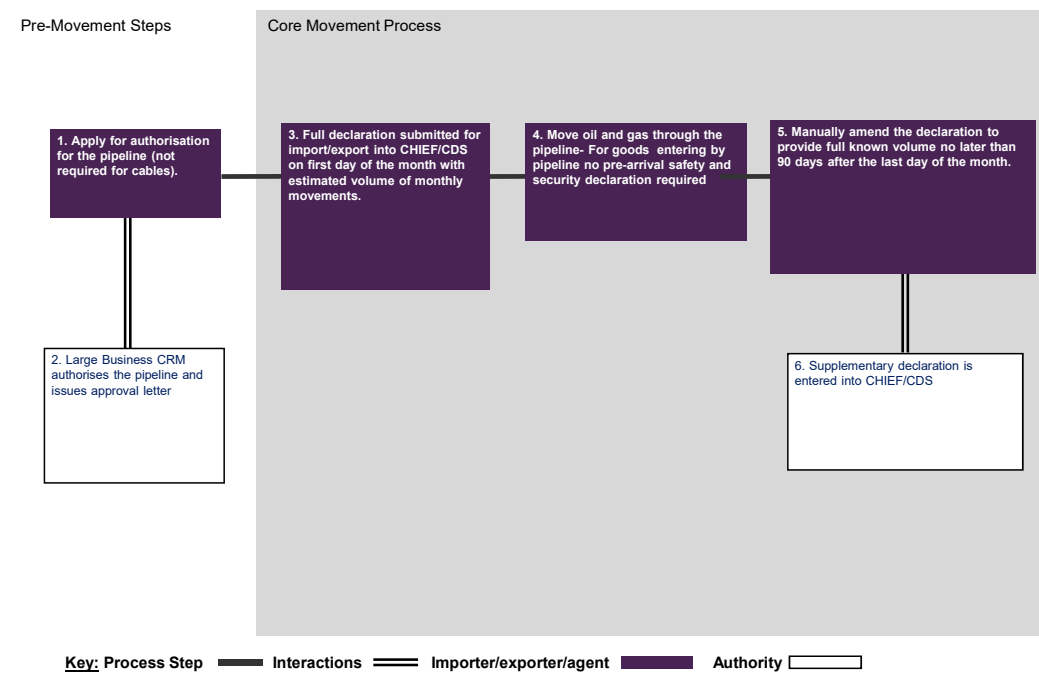 Pre-Movement Steps
Core Movement Process
1. Apply for authorisation
for the pipeline (not
required for cables).
2. Large Business CRM
authorises the pipeline and
issues approval letter
3. Full declaration submitted for
import/export into CHIEF/CDS
on first day of the month with
estimated volume of monthly
movements.
4. Move oil and gas through the
pipeline- For goods entering by
pipeline no pre-arrival safety and
security declaration required
5. Manually amend the declaration to
provide full known volume no later than
90 days after the last day of the month.
6. Supplementary declaration is
entered into CHIEF/CDS
Key: Process Step Interactions Importer/exporter/agent Authority